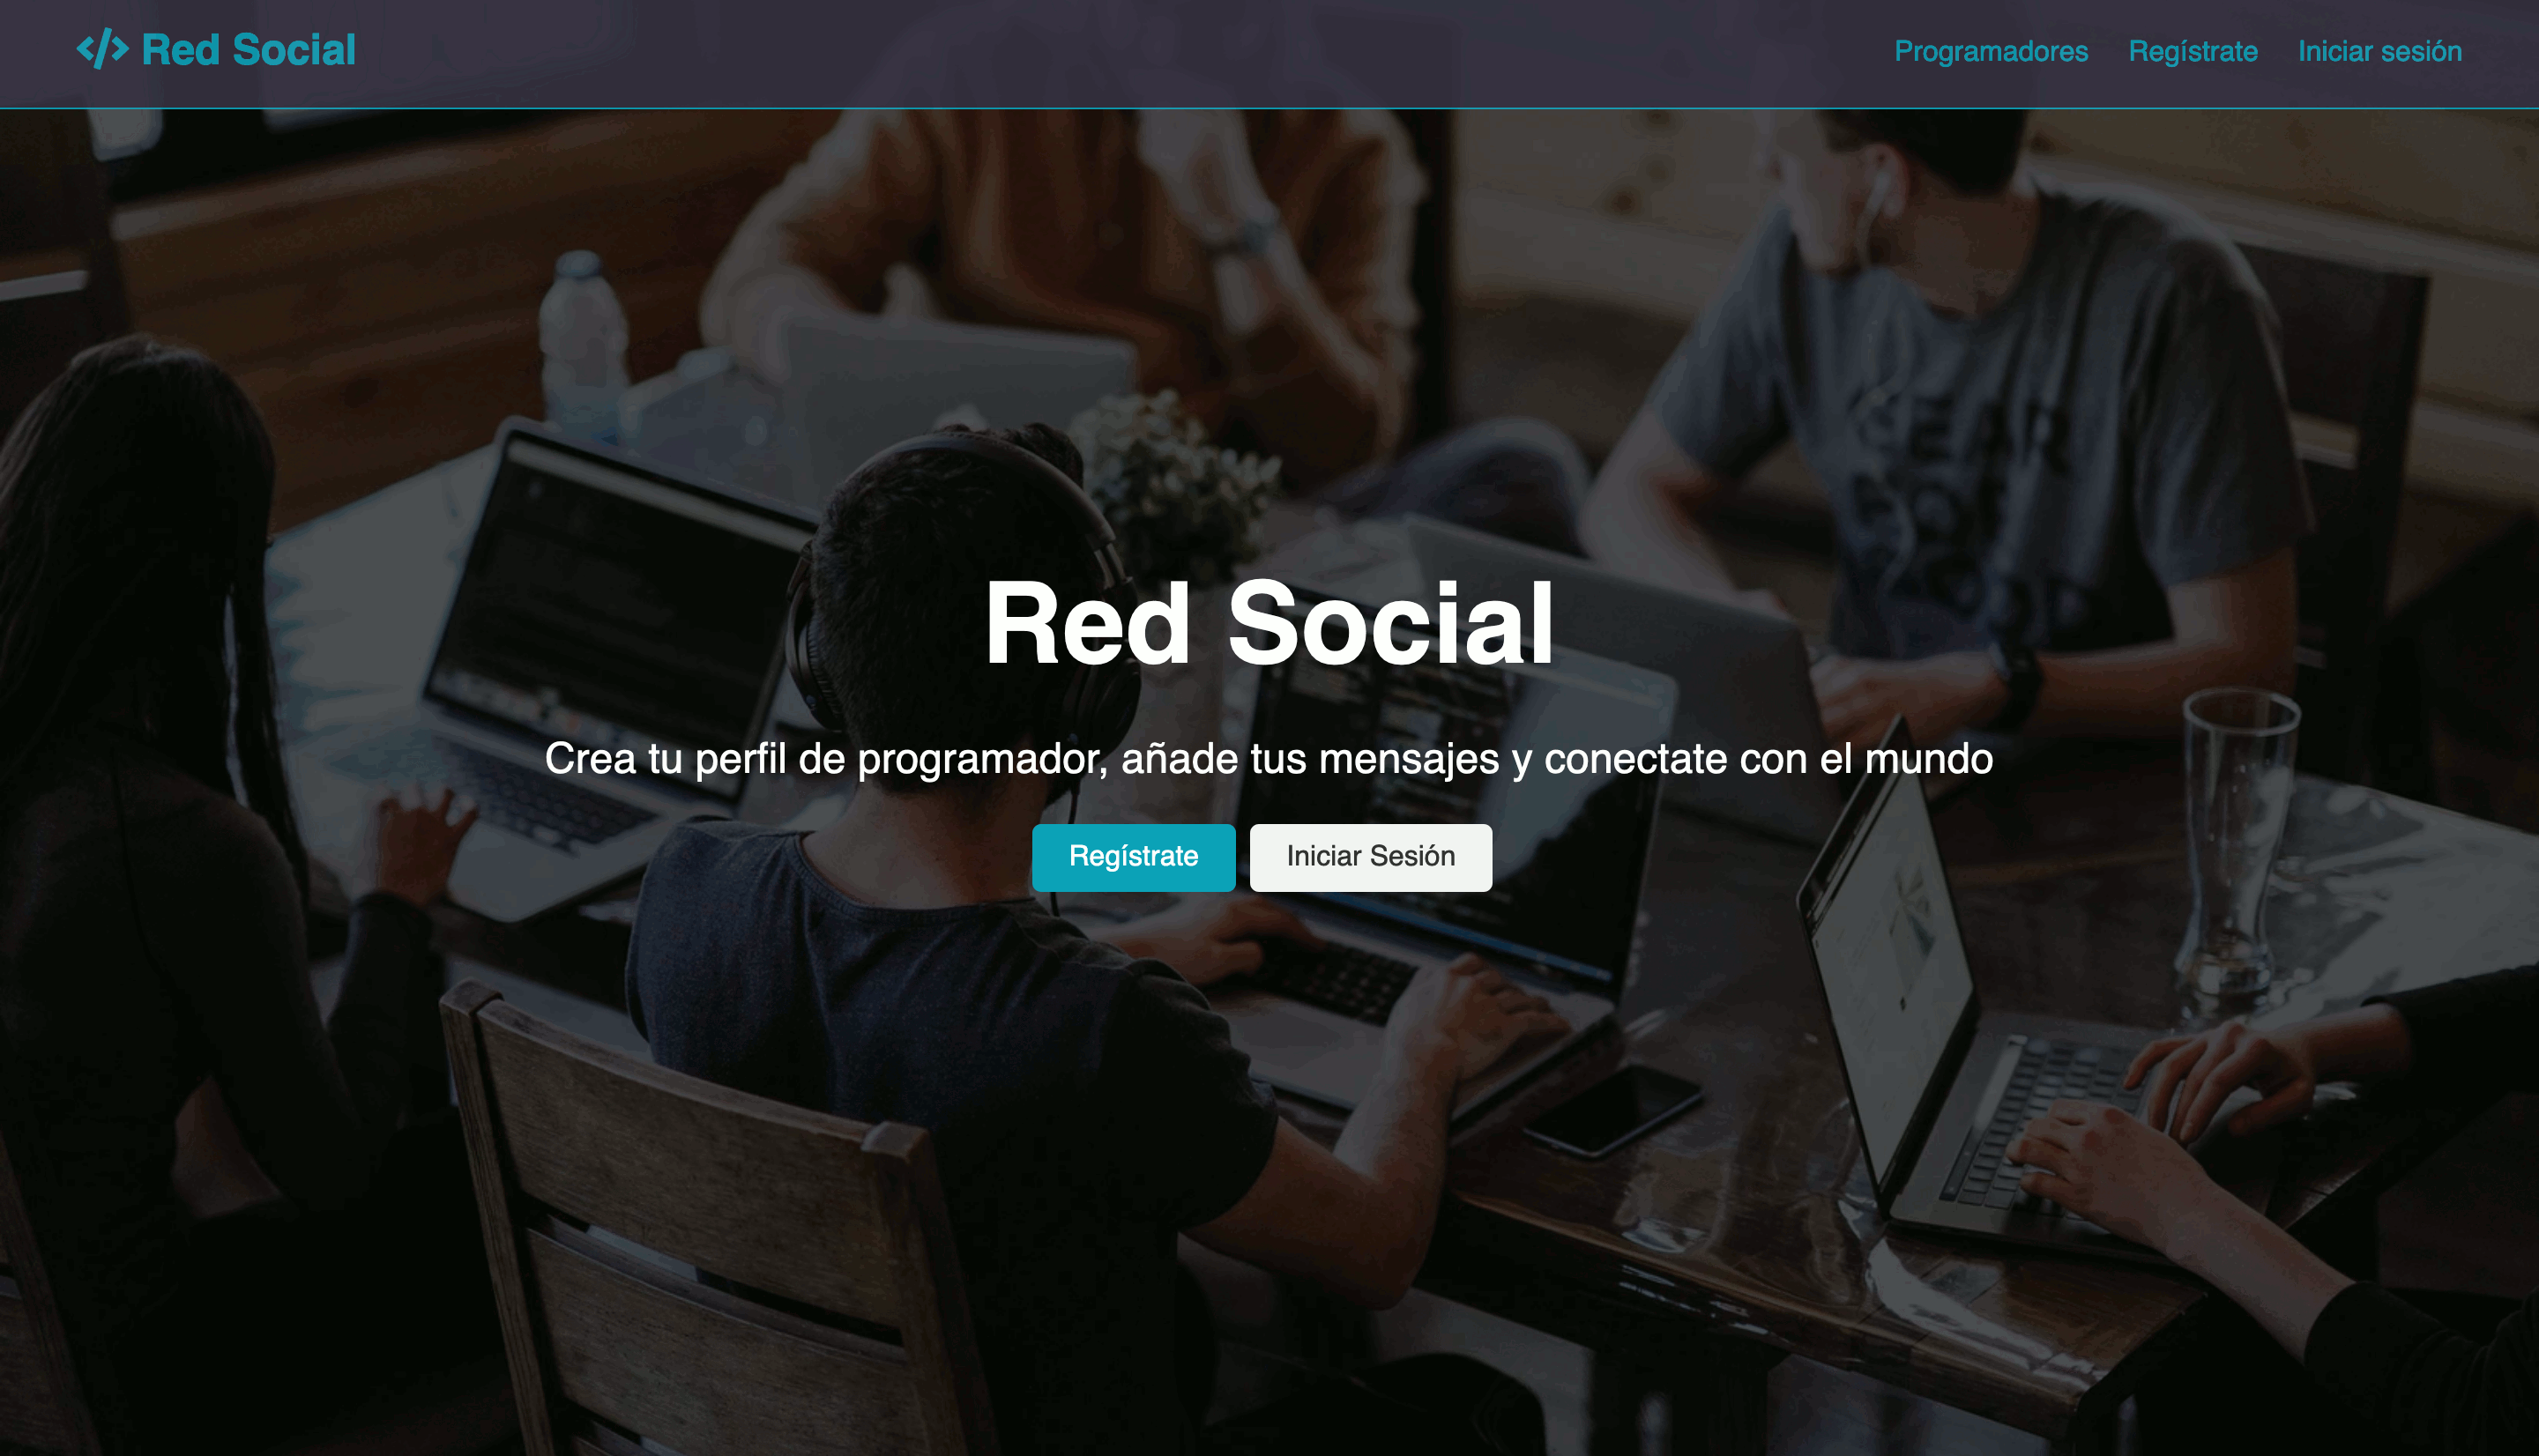 </> Red Social
Programadores Regístrate Iniciar sesión
Red Social
Crea tu perfil de programador, añade tus mensajes y conectate con el mundo
Regístrate Iniciar Sesión